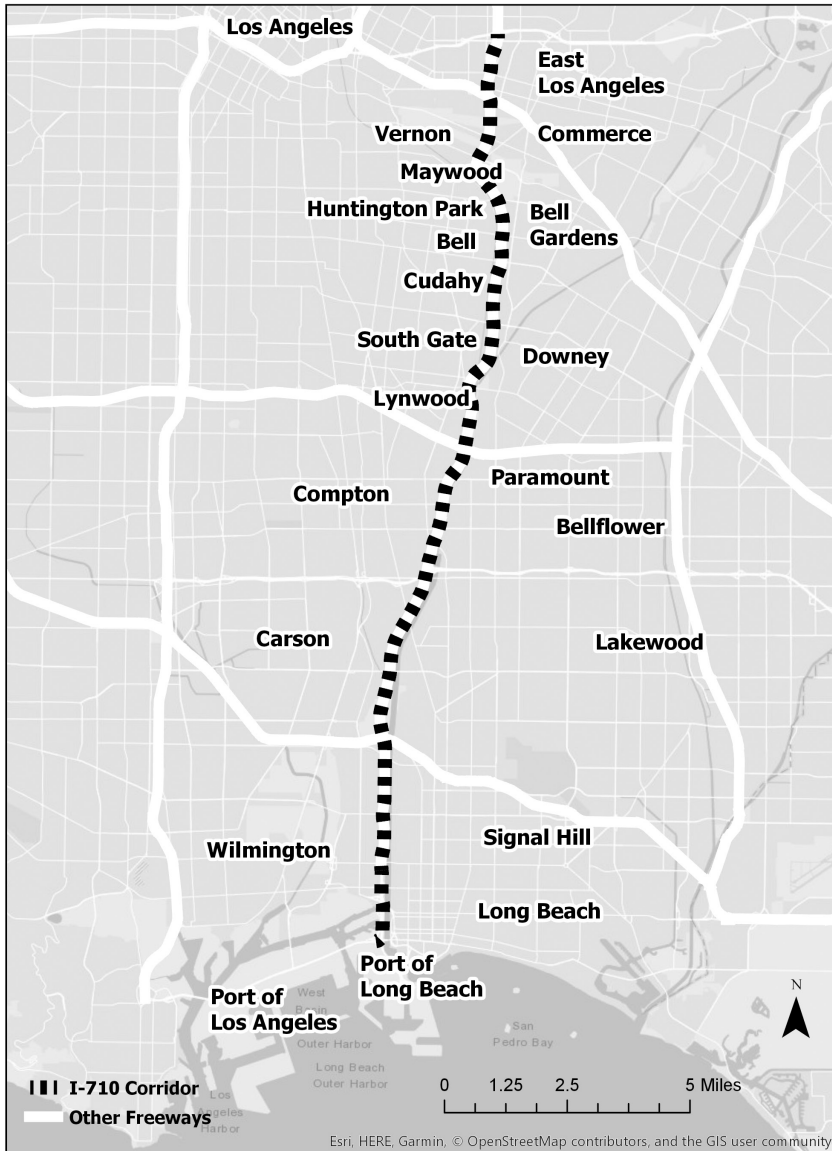 Los Angeles
East
Los Angeles
Vernon
Commerce
Maywood
Huntington Park
Bell
Gardens
Bell
Cudahy
South Gate
Downey
Lynwood
Paramount
Compton
Bellflower
Carson
Lakewood
Signal Hill
Wilmington
Long Beach
Port of
Long Beach
Port of
Los Angeles
West
Basin
Outer Harbor
San
Pedro Bay
Long Beach
Outer Harbor
Los
Angeles
Harbor
N
I-710 Corridor
Other Freeways
0 1.25 2.5 5 Miles
Esri, HERE, Garmin, © OpenStreetMap contributors, and the GIS user community